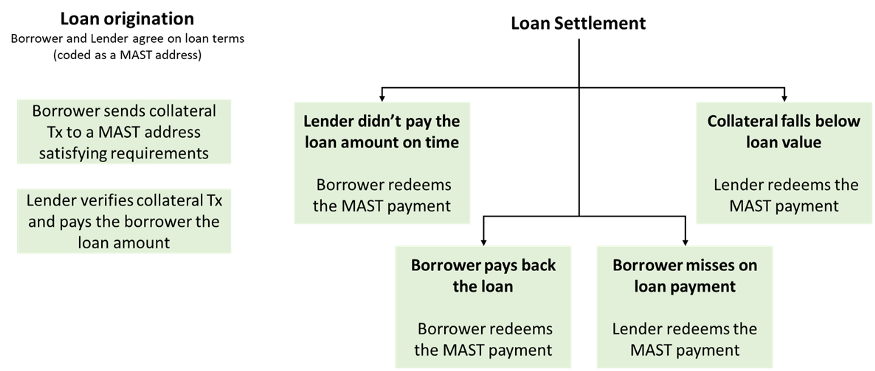 Loan origination
Borrower and Lender agree on loan terms
(coded as a MAST address)
Borrower sends collateral
Tx to a MAST address
satisfying requirements
Lender verifies collateral Tx
and pays the borrower the
loan amount
Loan Settlement
Lender didn't pay the
loan amount on time
Borrower redeems
the MAST payment
Collateral falls below
loan value
Lender redeems the
MAST payment
Borrower pays back
the loan
Borrower redeems
the MAST payment
Borrower misses on
loan payment
Lender redeems the
MAST payment